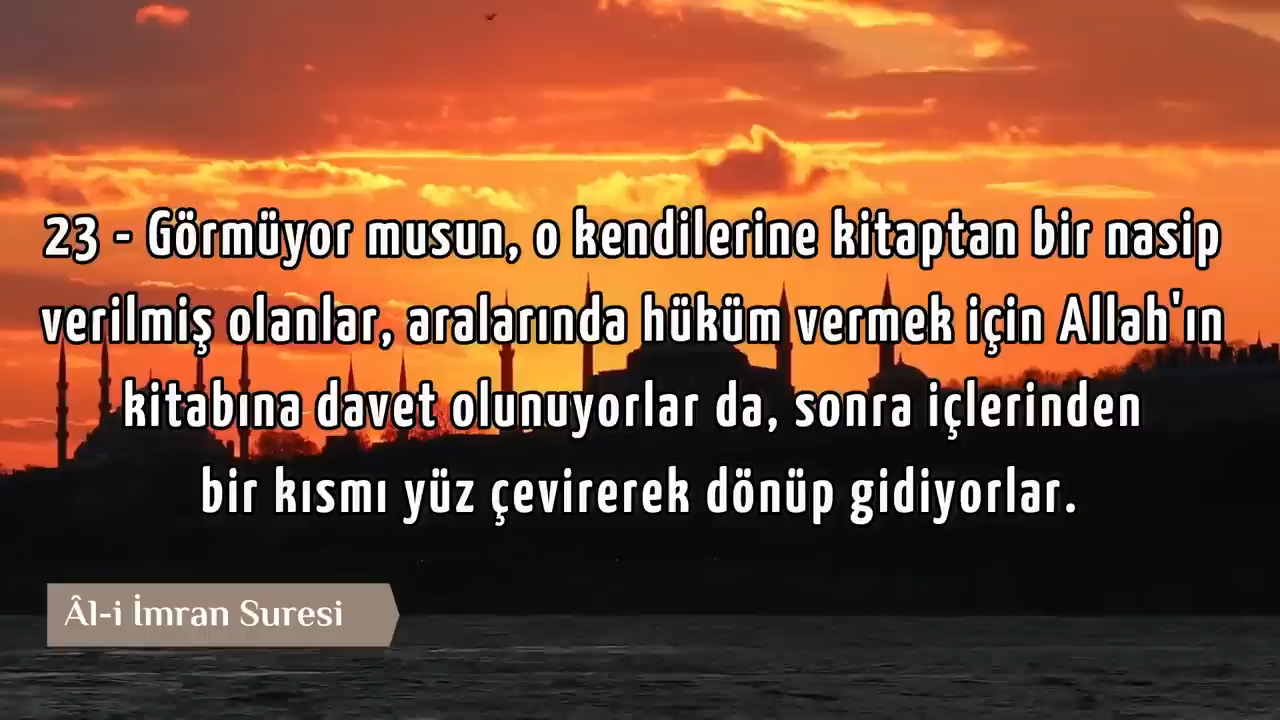 23 - Görmüyor musun, o kendilerine kitaptan bir nasip
verilmiş olanlar, aralarında hüküm vermek için Allah'ın
kitabına davet olunuyorlar da, sonra içlerinden
bir kısmı yüz çevirerek dönüp gidiyorlar.
Âl-i İmran Suresi